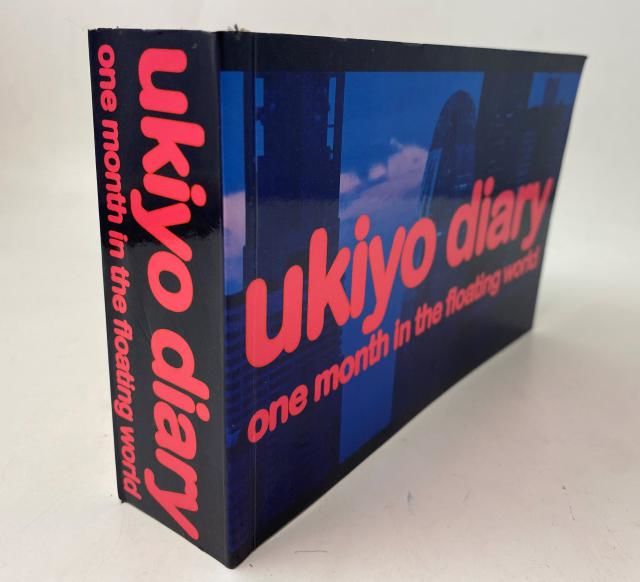 ukiyo diary
one month in the floating world
ukiyo diary
one month in the floating world